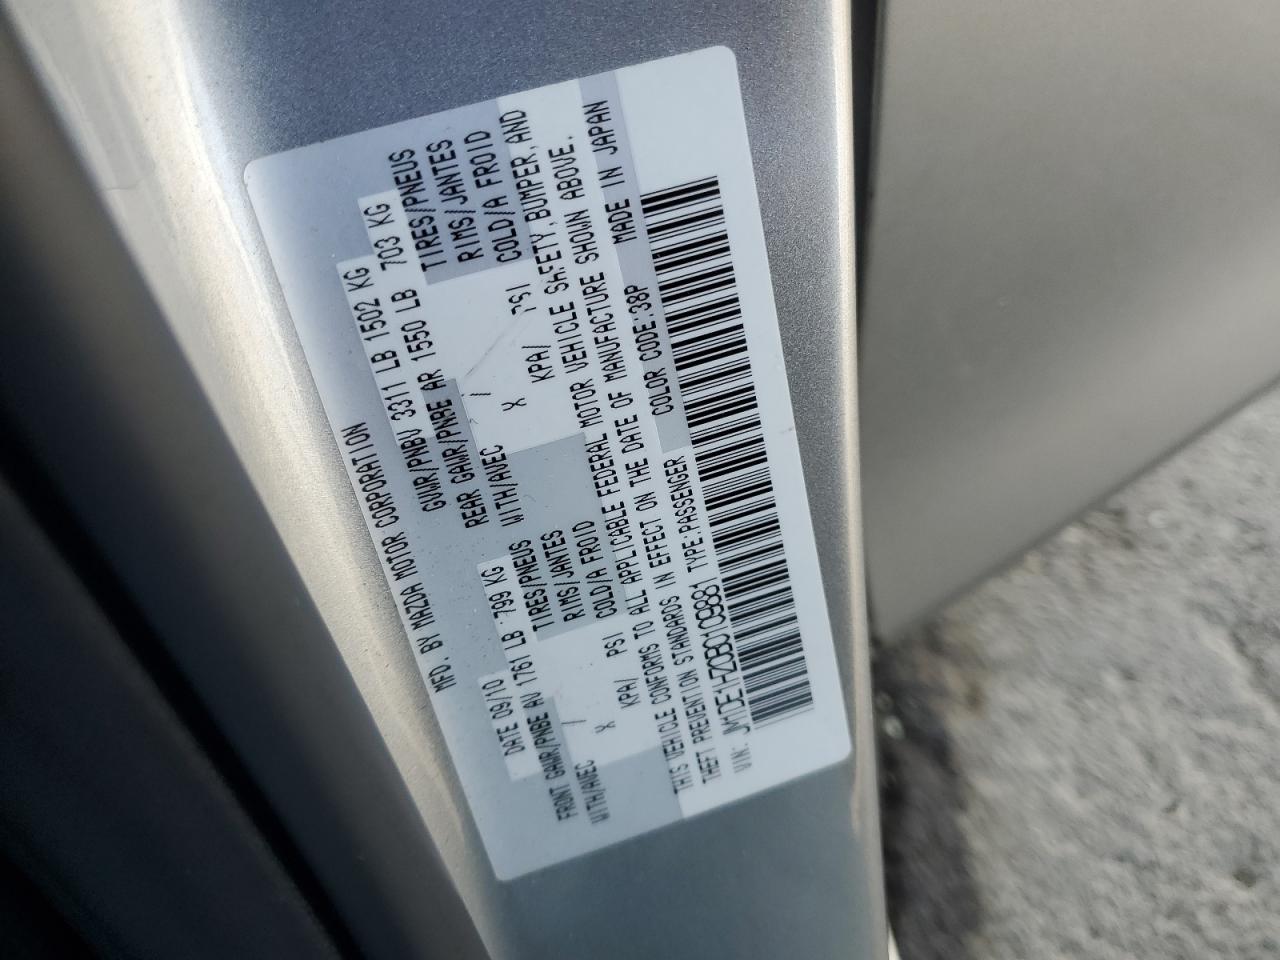 MFD. BY MAZDA MOTOR CORPORATION
DATE 09/10 GVWR/PNBV 3311 LB 1502 KG
FRONT GAWR/PNBE AV 1761 LB 799 KG REAR GAWR/PNBE AR 1550 LB 703 KG
WITH/AVEC / TIRES/PNEUS WITH/AVEC / TIRES/PNEUS
X RIMS/JANTES X RIMS/JANTES
KPA/ PSI COLD/A FROID KPA/ PSI COLD/A FROID
THIS VEHICLE CONFORMS TO ALL APPLICABLE FEDERAL MOTOR VEHICLE SAFETY, BUMPER, AND
THEFT PREVENTION STANDARDS IN EFFECT ON THE DATE OF MANUFACTURE SHOWN ABOVE.
VIN: JM1DE1HZ0B0109881 TYPE:PASSENGER COLOR CODE:38P MADE IN JAPAN